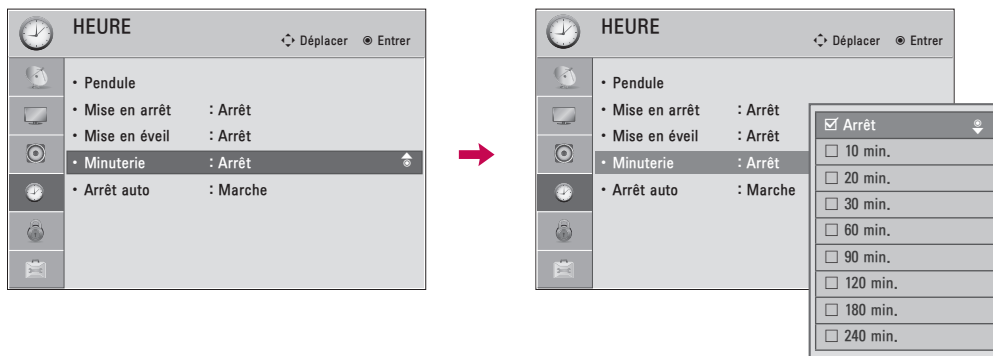 HEURE
Déplacer Entrer
• Pendule
• Mise en arrêt : Arrêt
• Mise en éveil : Arrêt
• Minuterie : Arrêt
• Arrêt auto : Marche
HEURE
Déplacer Entrer
• Pendule
• Mise en arrêt : Arrêt
• Mise en éveil : Arrêt
• Minuterie : Arrêt
• Arrêt auto : Marche
☑ Arrêt
☐ 10 min.
☐ 20 min.
☐ 30 min.
☐ 60 min.
☐ 90 min.
☐ 120 min.
☐ 180 min.
☐ 240 min.